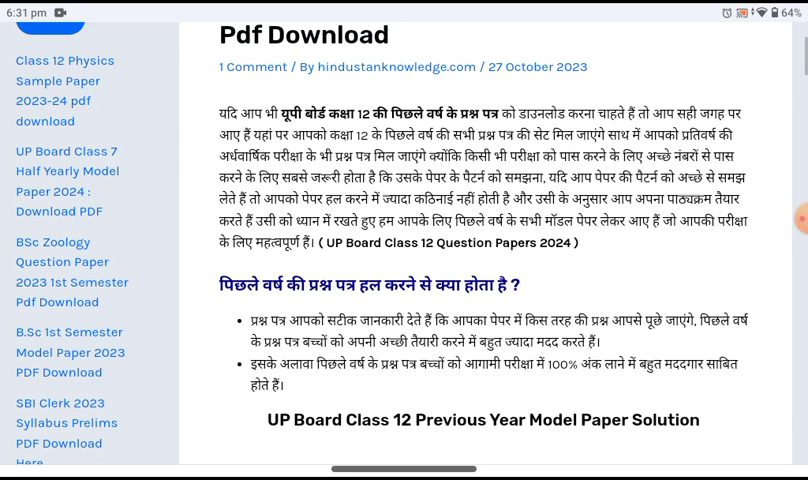 6:31 pm
64%
Pdf Download
1 Comment / By hindustanknowledge.com / 27 October 2023
Class 12 Physics
Sample Paper
2023-24 pdf
download
UP Board Class 7
Half Yearly Model
Paper 2024 :
Download PDF
BSc Zoology
Question Paper
2023 1st Semester
Pdf Download
B.Sc 1st Semester
Model Paper 2023
PDF Download
SBI Clerk 2023
Syllabus Prelims
PDF Download
Here
यदि आप भी यूपी बोर्ड कक्षा 12 की पिछले वर्ष के प्रश्न पत्र को डाउनलोड करना चाहते हैं तो आप सही जगह पर
आए हैं यहां पर आपको कक्षा 12 के पिछले वर्ष की सभी प्रश्न पत्र की सेट मिल जाएंगे साथ में आपको प्रतिवर्ष की
अर्धवार्षिक परीक्षा के भी प्रश्न पत्र मिल जाएंगे क्योंकि किसी भी परीक्षा को पास करने के लिए अच्छे नंबरों से पास
करने के लिए सबसे जरूरी होता है कि उसके पेपर के पैटर्न को समझना, यदि आप पेपर की पैटर्न को अच्छे से समझ
लेते हैं तो आपको पेपर हल करने में ज्यादा कठिनाई नहीं होती है और उसी के अनुसार आप अपना पाठ्यक्रम तैयार
करते हैं उसी को ध्यान में रखते हुए हम आपके लिए पिछले वर्ष के सभी मॉडल पेपर लेकर आए हैं जो आपकी परीक्षा
के लिए महत्वपूर्ण हैं। ( UP Board Class 12 Question Papers 2024 )
पिछले वर्ष की प्रश्न पत्र हल करने से क्या होता है ?
• प्रश्न पत्र आपको सटीक जानकारी देते हैं कि आपका पेपर में किस तरह की प्रश्न आपसे पूछे जाएंगे, पिछले वर्ष
के प्रश्न पत्र बच्चों को अपनी अच्छी तैयारी करने में बहुत ज्यादा मदद करते हैं।
• इसके अलावा पिछले वर्ष के प्रश्न पत्र बच्चों को आगामी परीक्षा में 100% अंक लाने में बहुत मददगार साबित
होते हैं।
UP Board Class 12 Previous Year Model Paper Solution